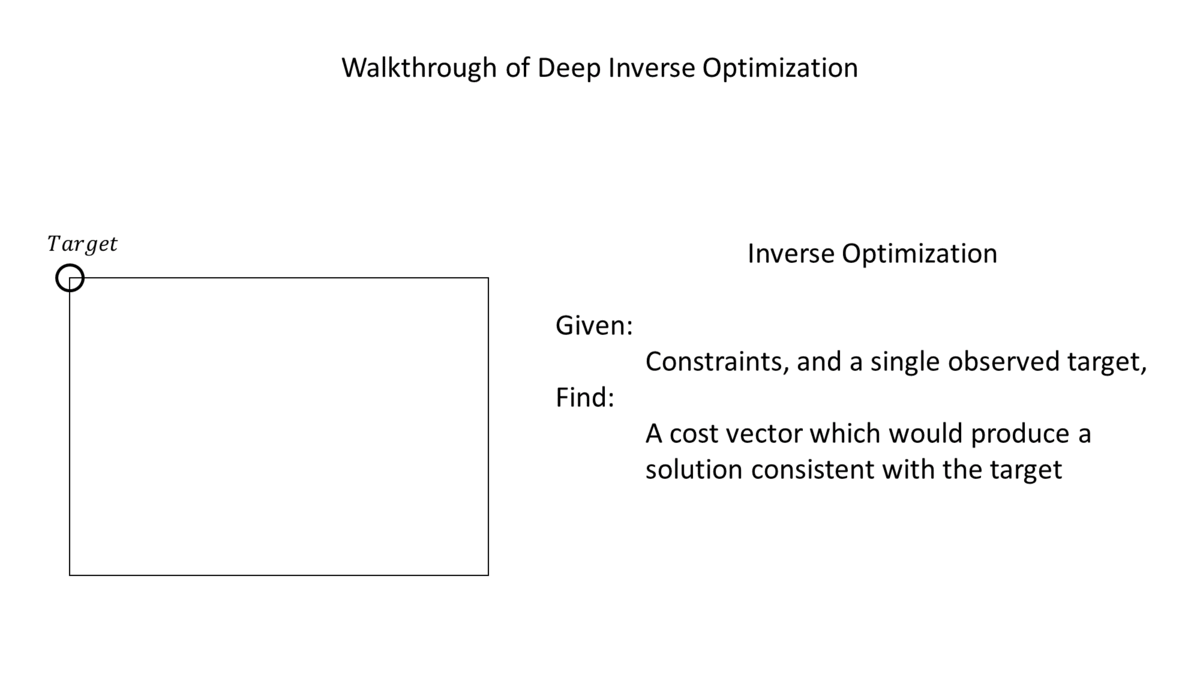 Walkthrough of Deep Inverse Optimization
Target
Inverse Optimization
Given:
Constraints, and a single observed target,
Find:
A cost vector which would produce a
solution consistent with the target